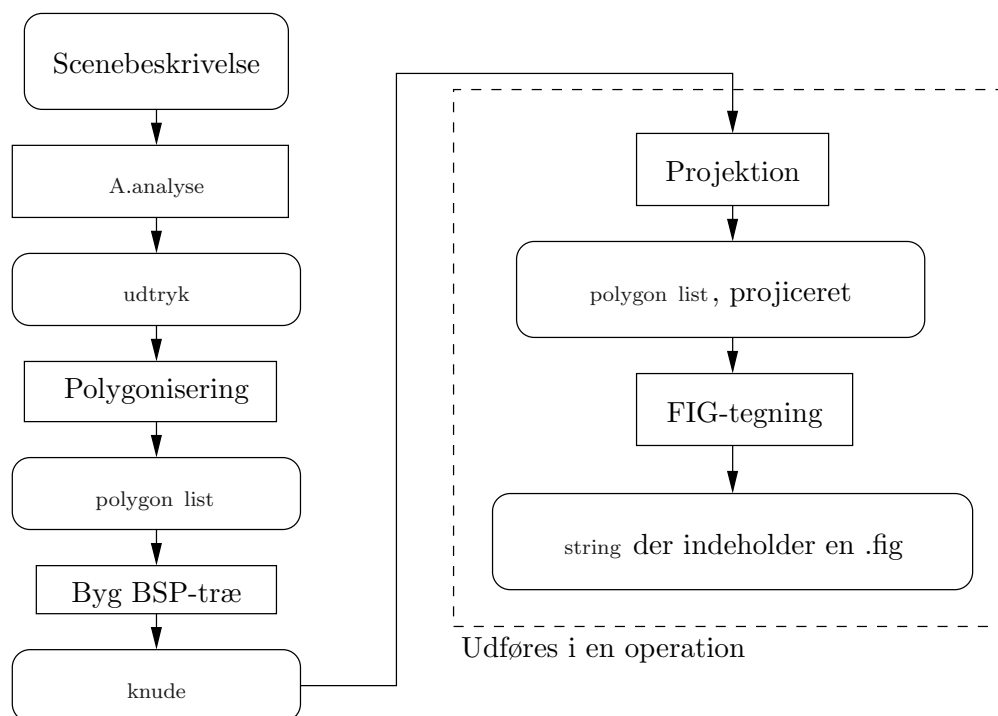 Scenebeskrivelse
A.analyse
udtryk
Polygonisering
polygon list
Byg BSP-træ
knude
Projektion
polygon list, projiceret
FIG-tegning
string der indeholder en .fig
Udføres i en operation